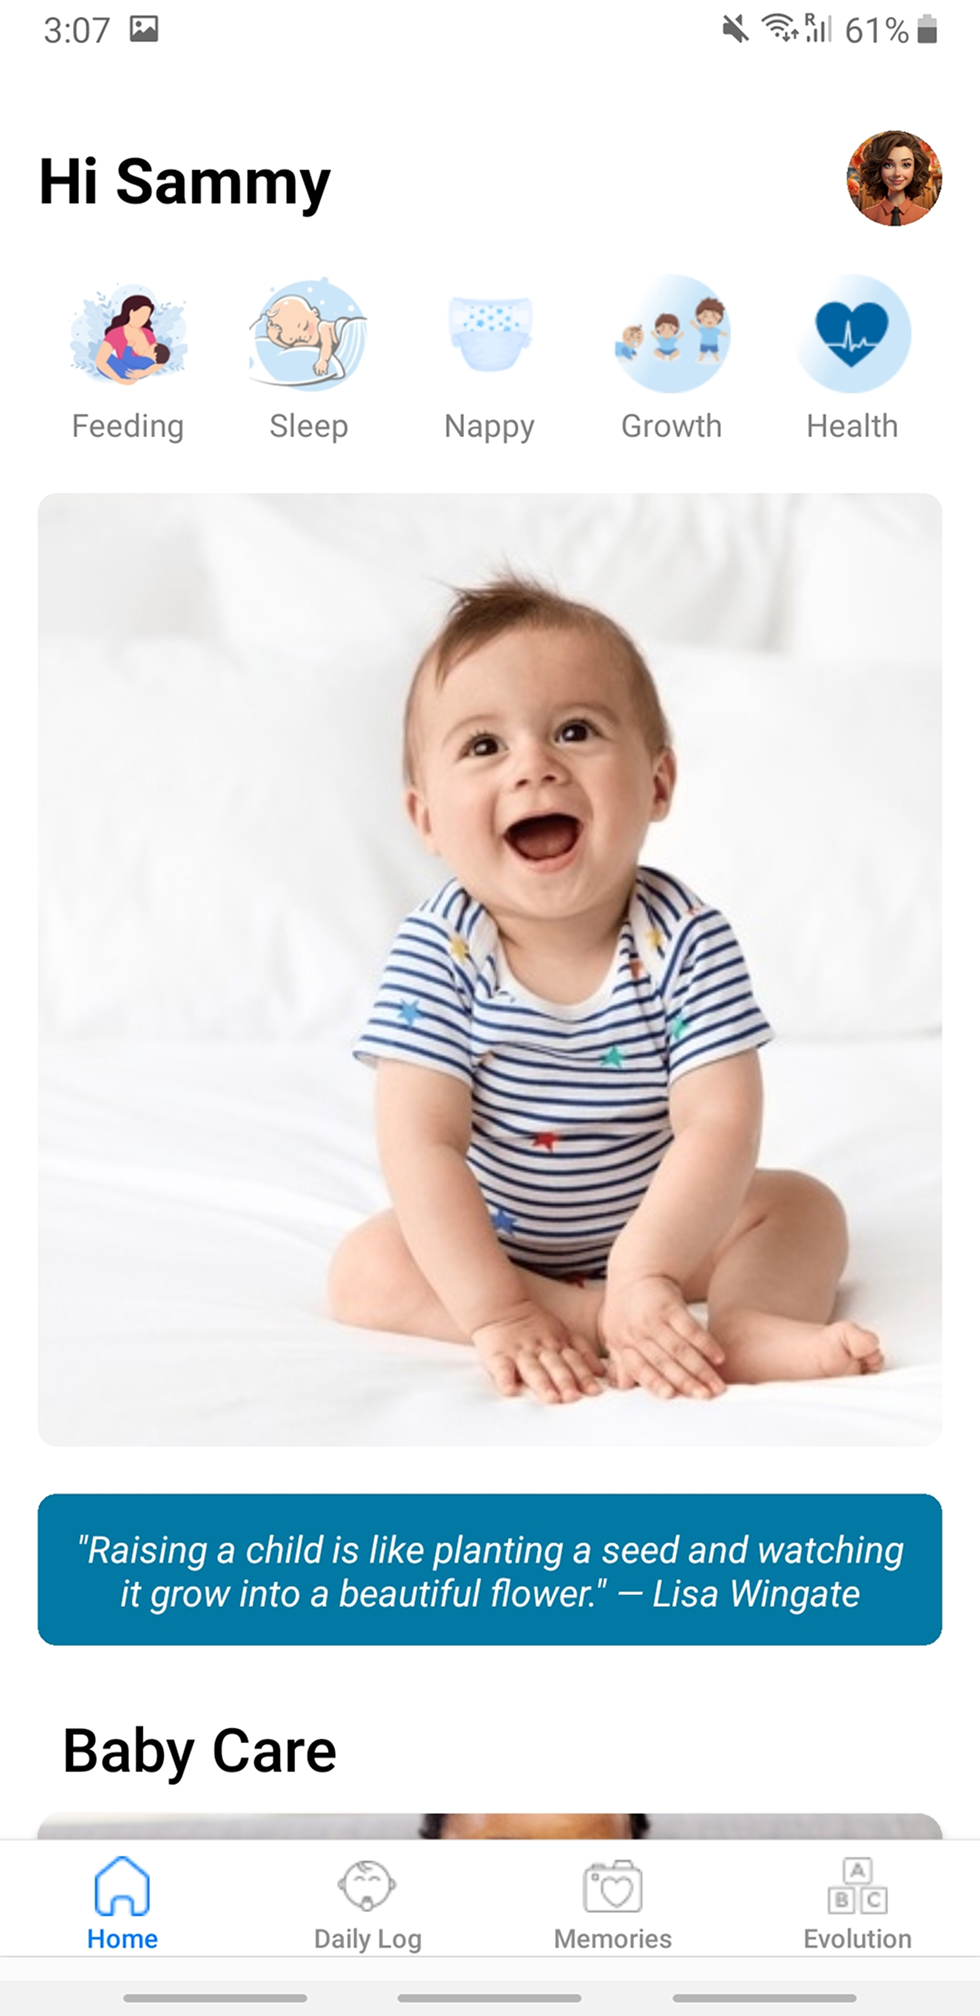 3:07
R
61%
Hi Sammy
Feeding
Sleep
Nappy
Growth
Health
"Raising a child is like planting a seed and watching
it grow into a beautiful flower." — Lisa Wingate
Baby Care
A
B C
Home
Daily Log
Memories
Evolution